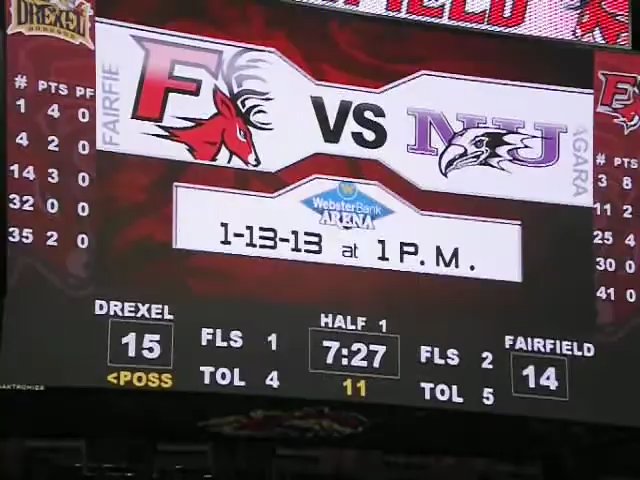 DREXEL
FIELD
FAIRFIE
F
VS
NU
AGARA
F
# PTS PF
1 4 0
4 2 0
14 3 0
32 0 0
35 2 0
# PTS
3 8
11 2
25 4
30 0
41 0
WebsterBank
ARENA
1-13-13 at 1 P.M.
DREXEL
15
<POSS
FLS 1
TOL 4
HALF 1
7:27
11
FLS 2
TOL 5
FAIRFIELD
14
AKTRONICS